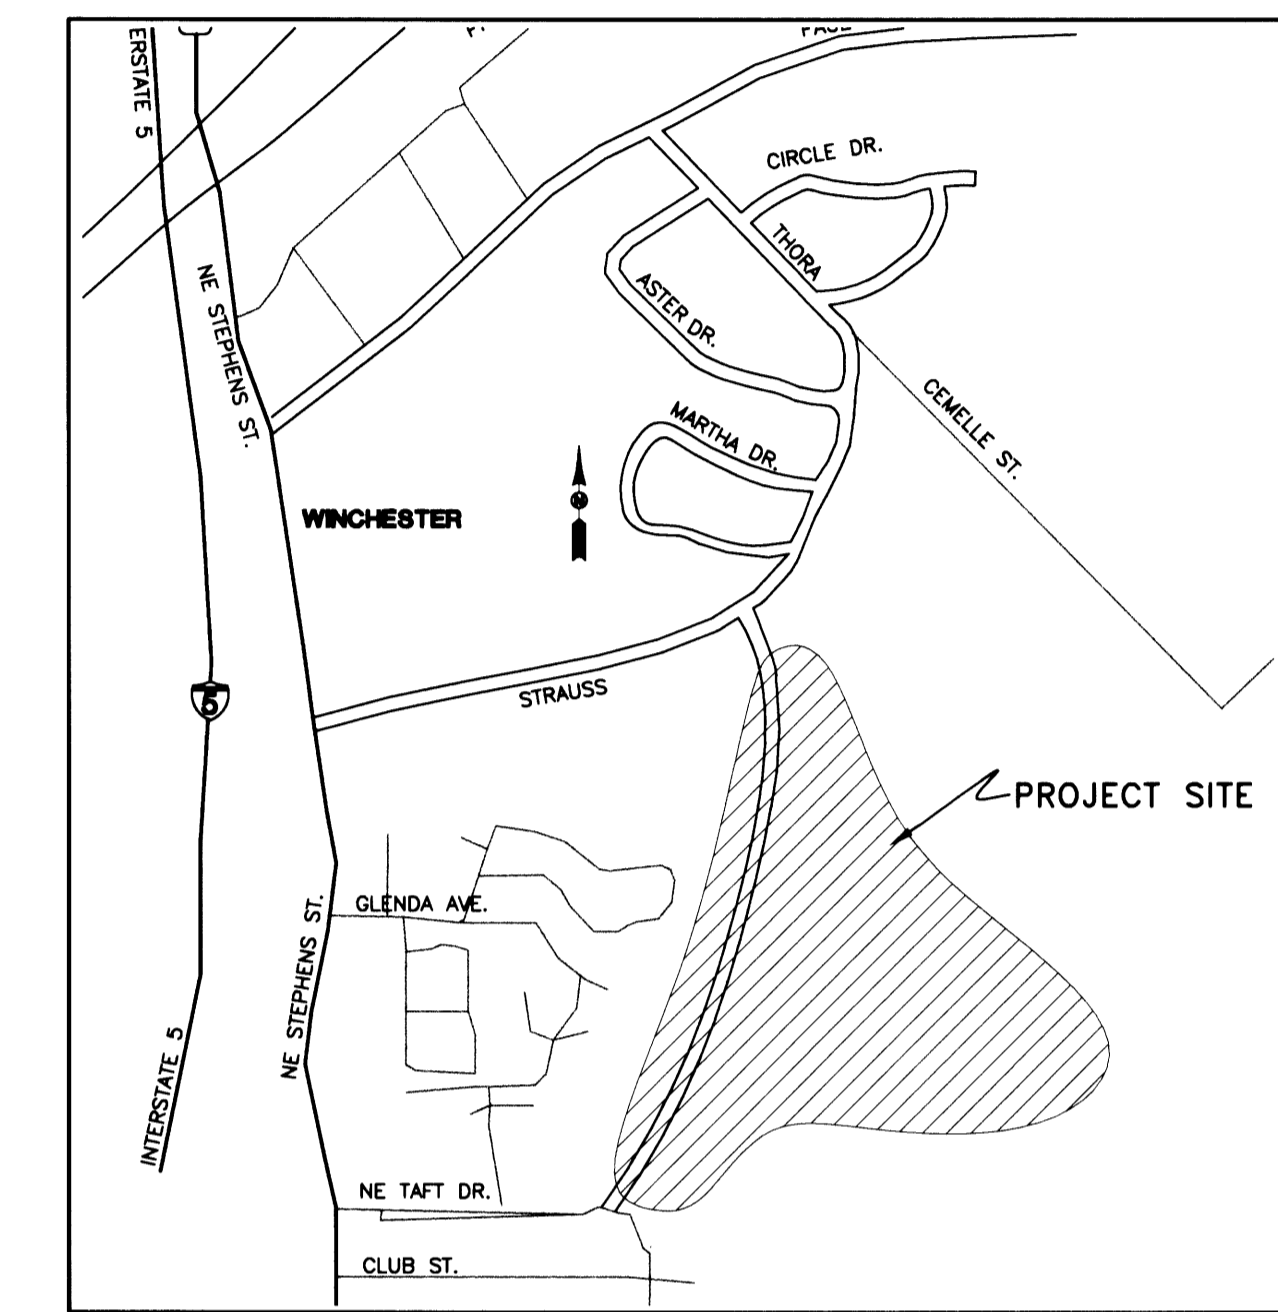 ERSTATE 5
CIRCLE DR.
THORA
NE STEPHENS ST.
ASTER DR.
CEMELLE ST.
MARTHA DR.
WINCHESTER
N
STRAUSS
5
PROJECT SITE
GLENDA AVE.
NE STEPHENS ST.
INTERSTATE 5
NE TAFT DR.
CLUB ST.